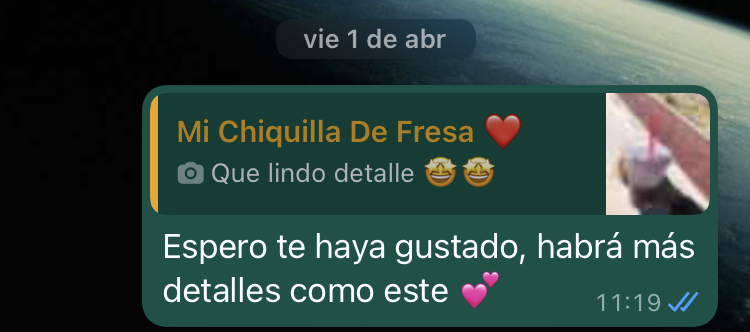 vie 1 de abr
Mi Chiquilla De Fresa ❤️
Que lindo detalle 🤩🤩
Espero te haya gustado, habrá más
detalles como este 💕
11:19